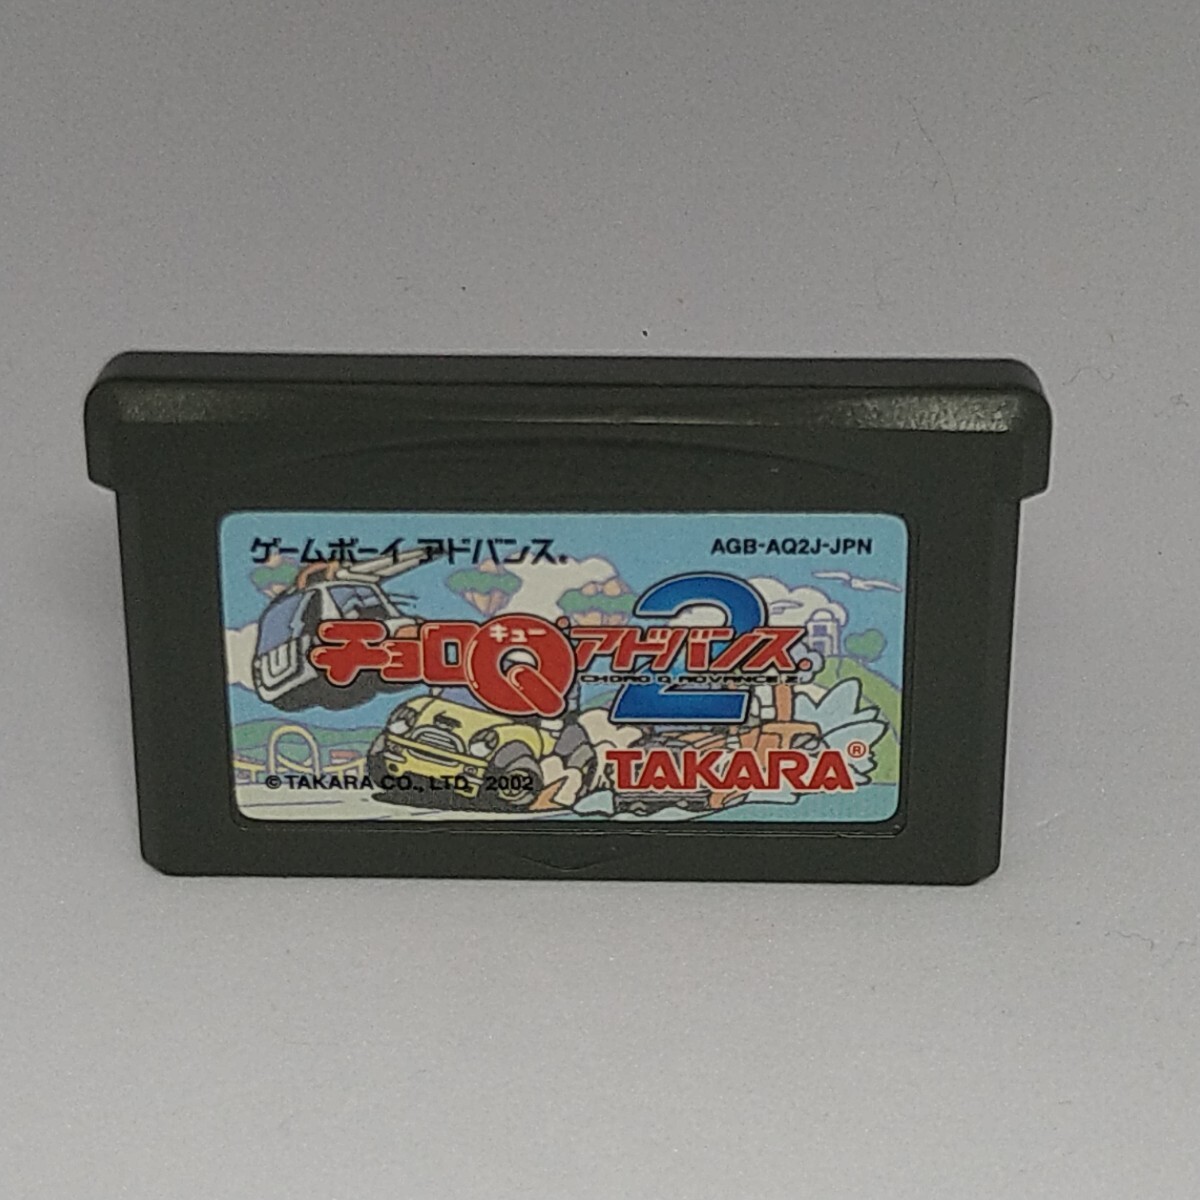 ゲームボーイ アドバンス®
AGB-AQ2J-JPN
チョロQ キュー アドバンス 2
CHORO Q ADVANCE 2
TAKARA®
© TAKARA CO., LTD. 2002